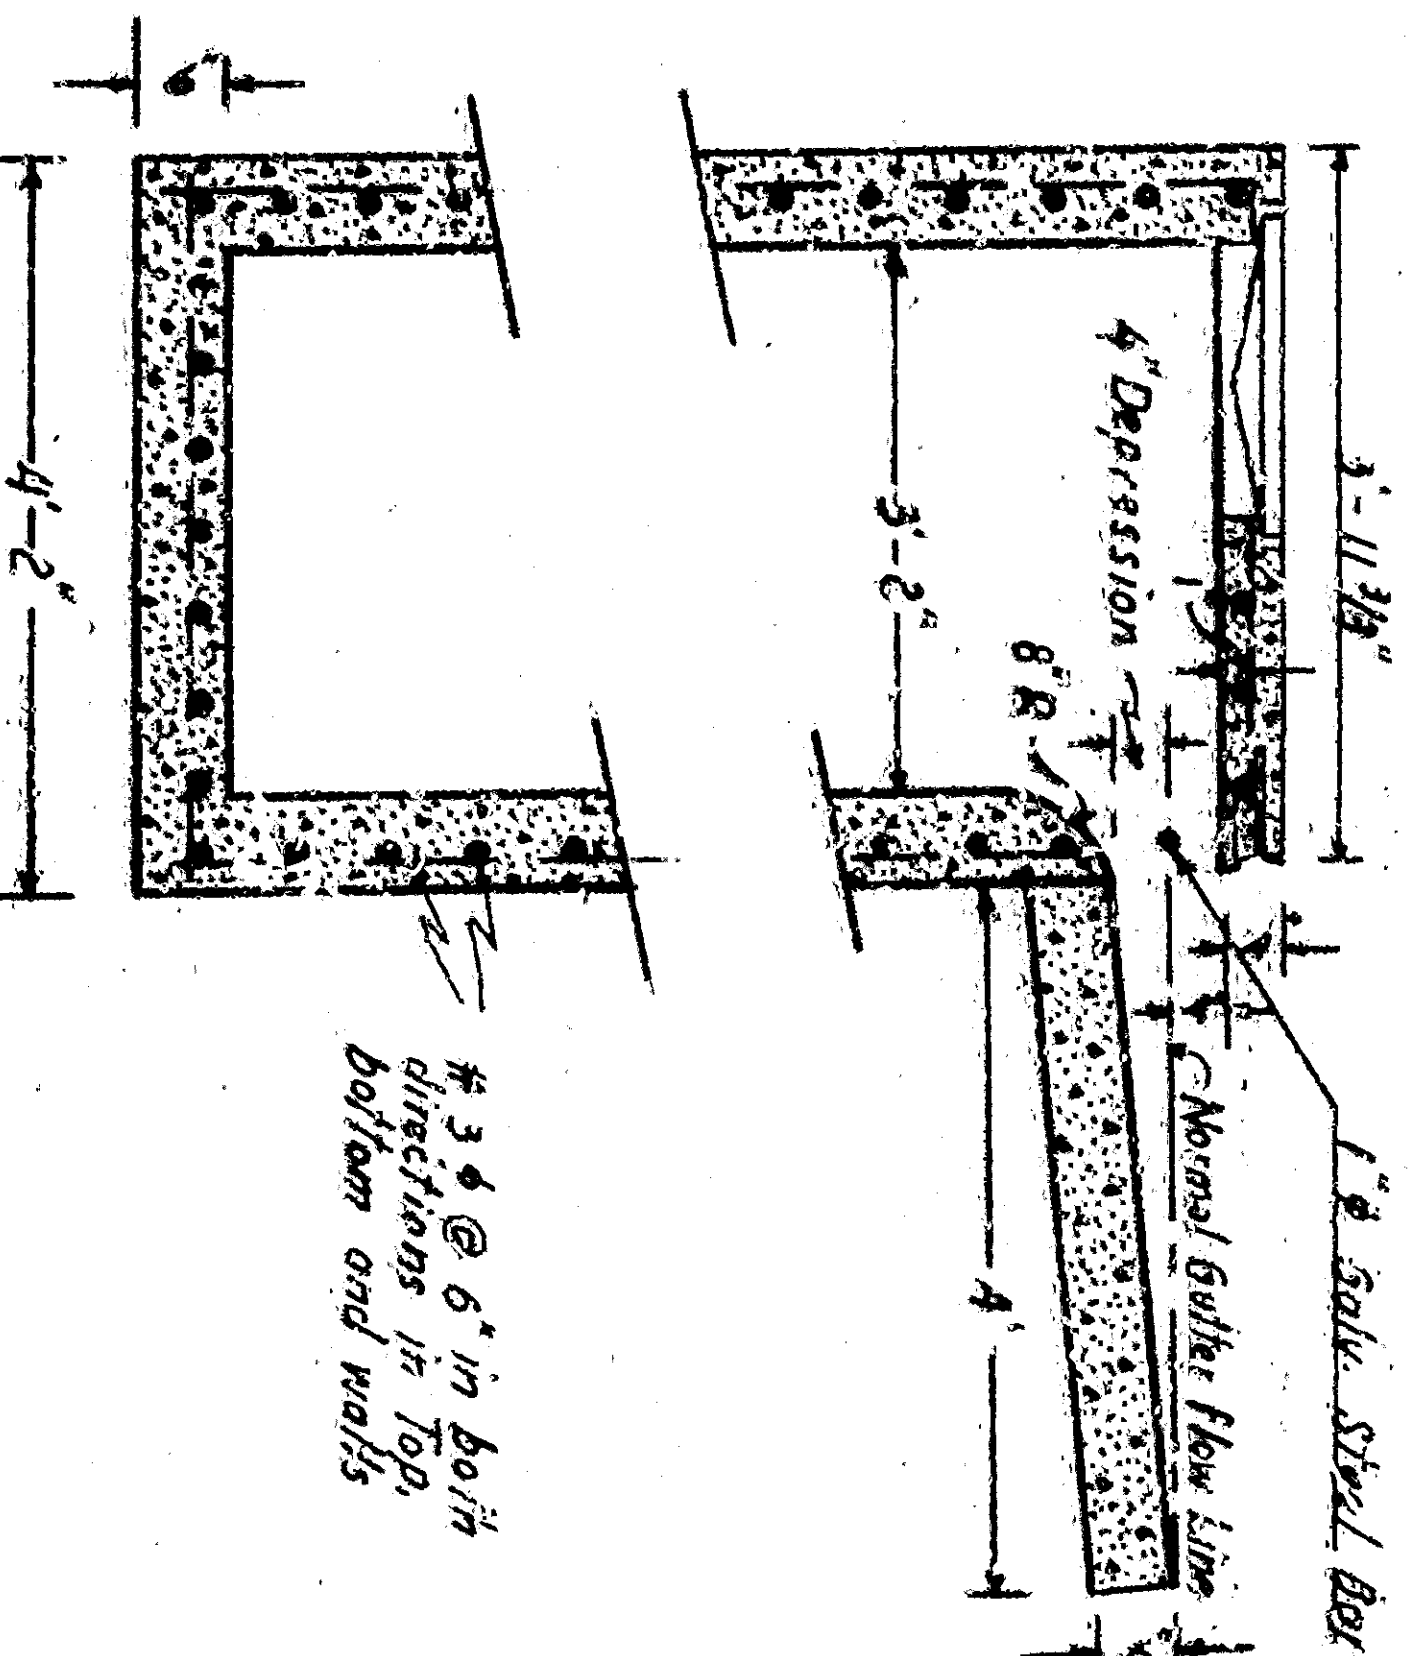 3'-11 3/8"
1"ϕ Galv. Steel Bar
4" Depression
Normal Gutter Flow Line
8" R
3'-2"
4'
#3 ϕ @ 6" in both
directions in Top,
bottom and walls
6"
4'-2"